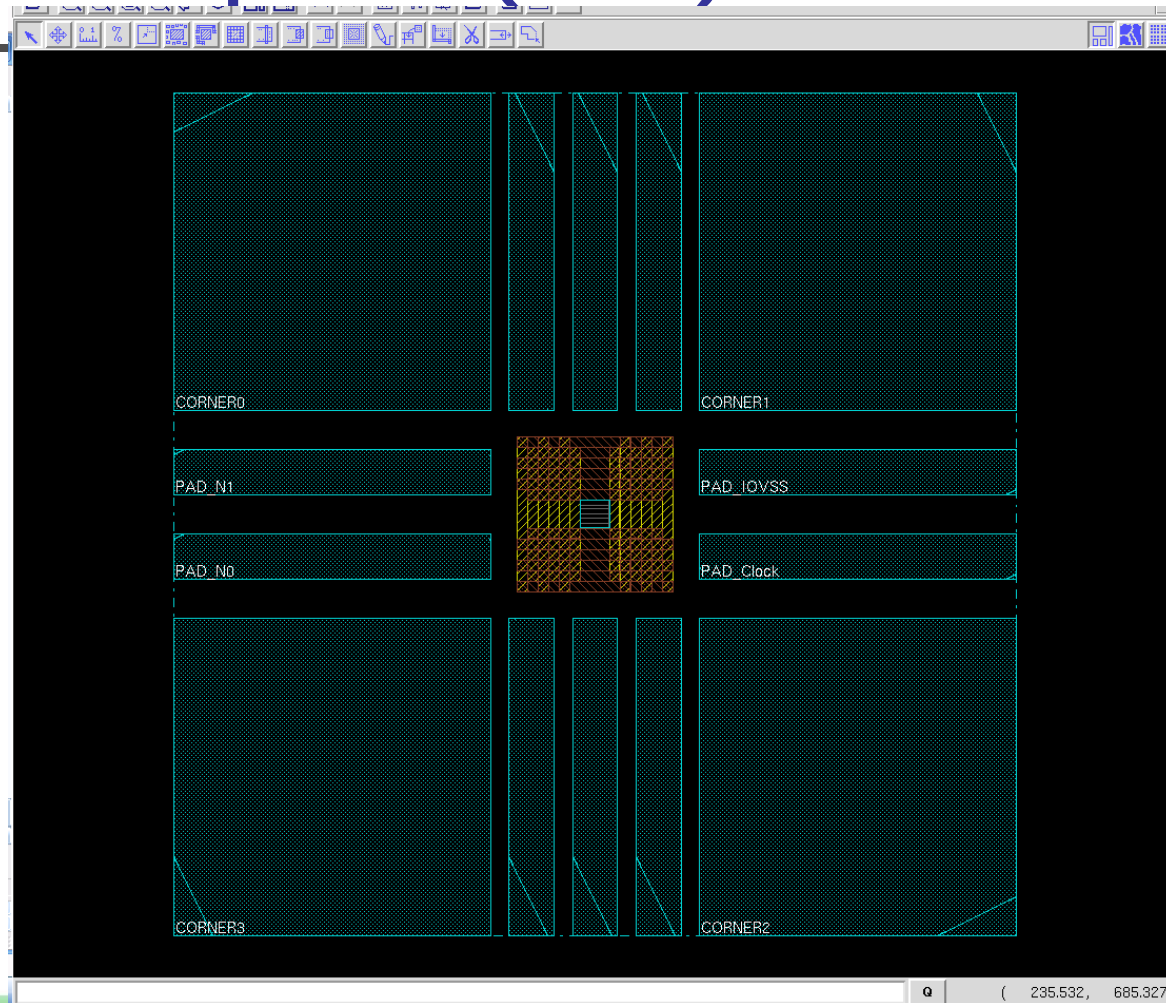 CORNER0
CORNER1
PAD_N1
PAD_IOVSS
PAD_N0
PAD_Clock
CORNER3
CORNER2
Q ( 235.532, 685.327